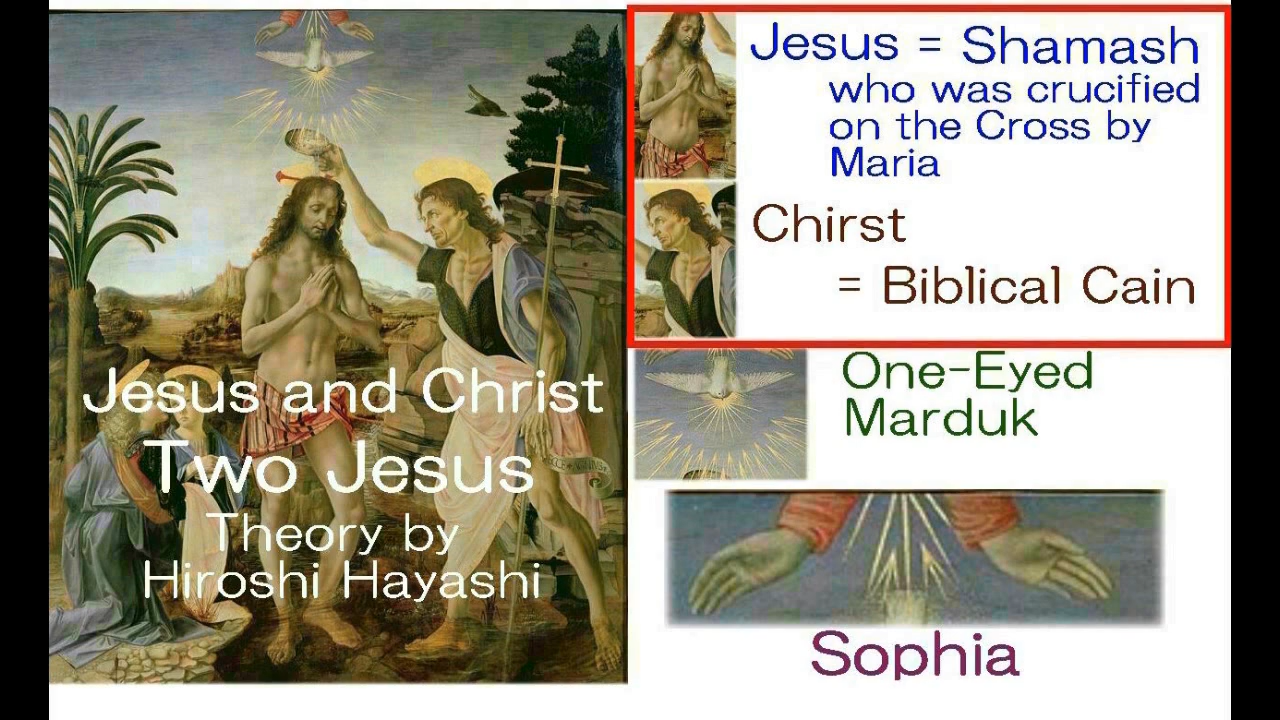 Jesus and Christ
Two Jesus
Theory by
Hiroshi Hayashi
Jesus = Shamash
who was crucified
on the Cross by
Maria
Chirst
= Biblical Cain
One-Eyed
Marduk
Sophia